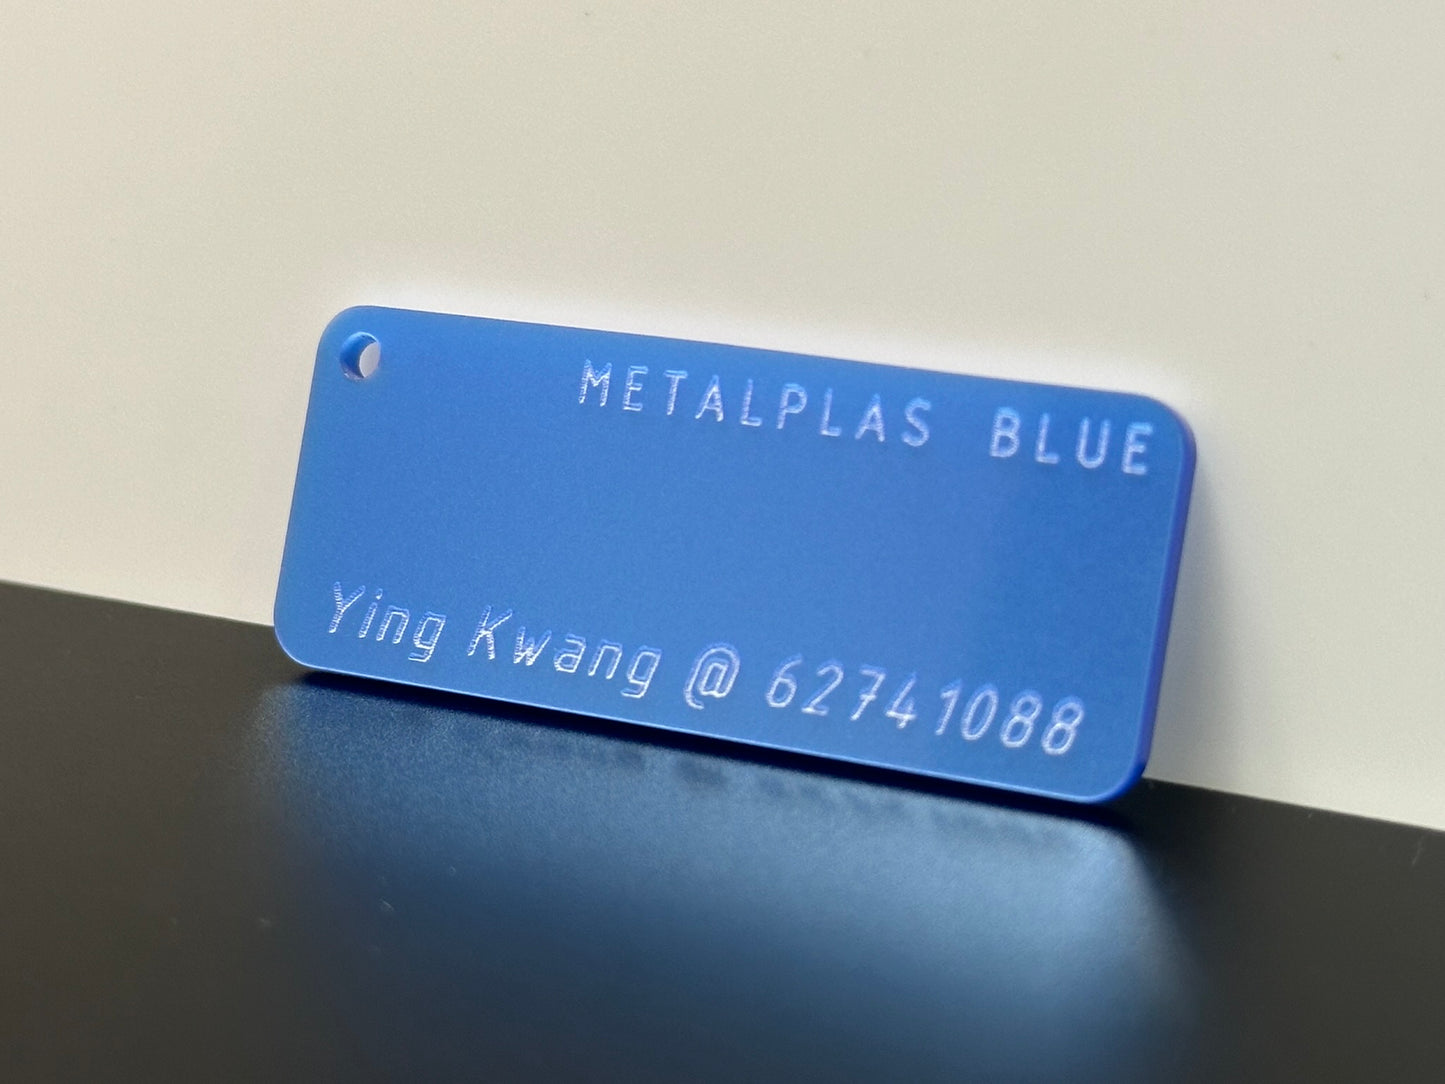 METALPLAS BLUE
Ying Kwang @ 62741088